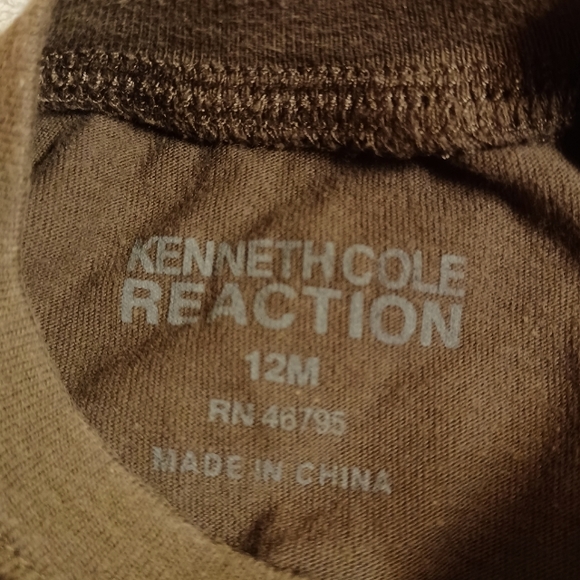 KENNETH COLE
REACTION
12M
RN 46795
MADE IN CHINA